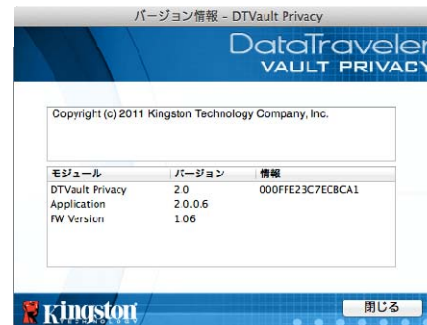 バージョン情報 - DTVault Privacy
DataTraveler
VAULT PRIVACY
Copyright (c) 2011 Kingston Technology Company, Inc.
モジュール バージョン 情報
DTVault Privacy 2.0 000FFE23C7ECBCA1
Application 2.0.0.6
FW Version 1.06
Kingston
TECHNOLOGY
閉じる